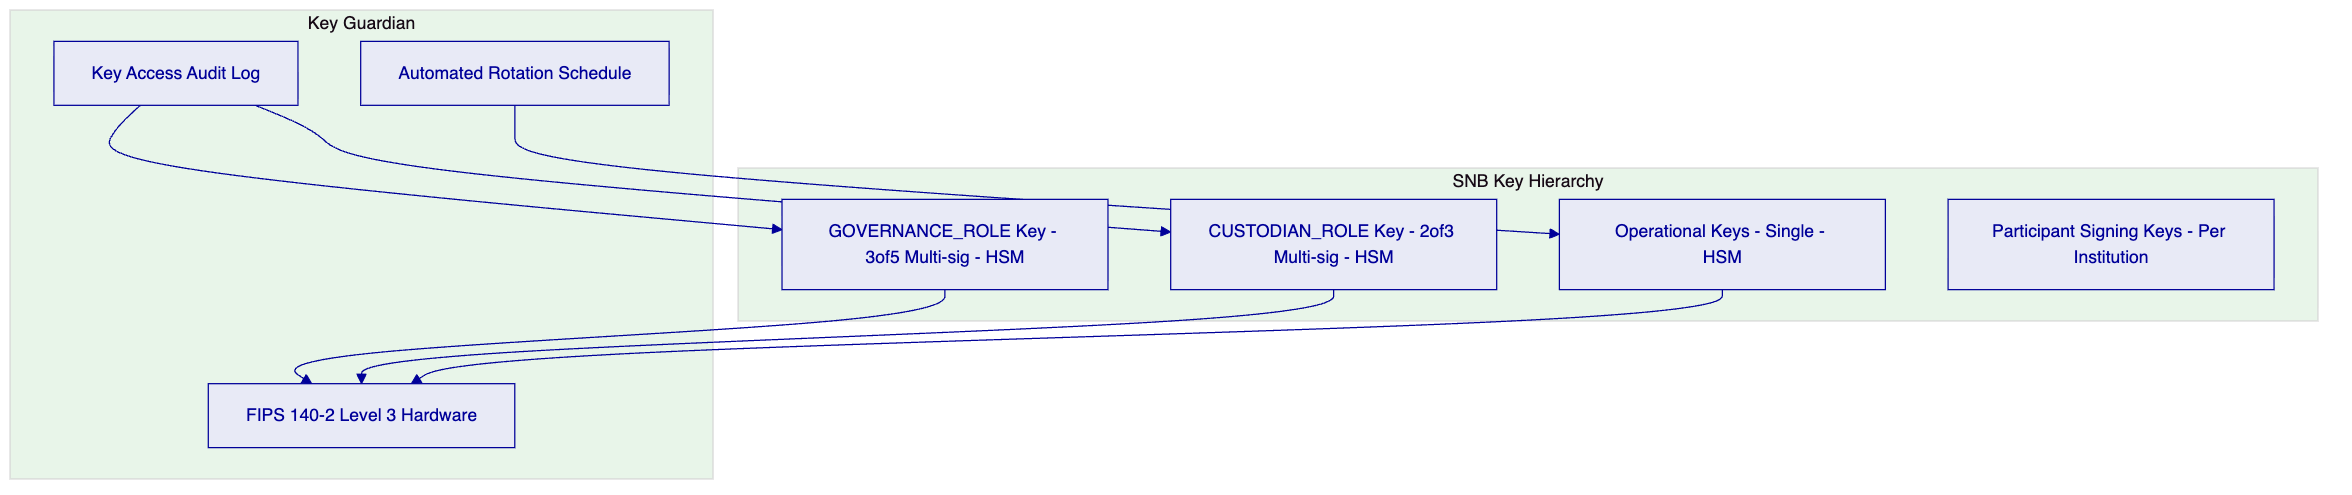 Key Guardian
Key Access Audit Log
Automated Rotation Schedule
SNB Key Hierarchy
GOVERNANCE_ROLE Key -
3of5 Multi-sig - HSM
CUSTODIAN_ROLE Key - 2of3
Multi-sig - HSM
Operational Keys - Single -
HSM
Participant Signing Keys - Per
Institution
FIPS 140-2 Level 3 Hardware